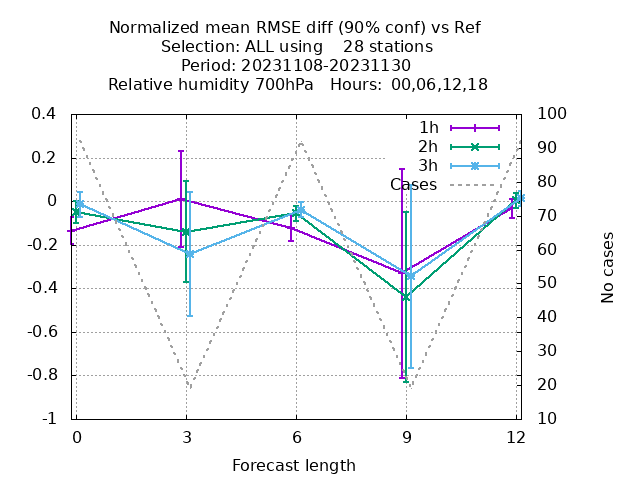 Normalized mean RMSE diff (90% conf) vs Ref
Selection: ALL using    28 stations
Period: 20231108-20231130
Relative humidity 700hPa   Hours: 00,06,12,18
0.4
0.2
0
-0.2
-0.4
-0.6
-0.8
-1
1h
2h
3h
Cases
100
90
80
70
60
50
40
30
20
10
No cases
0 3 6 9 12
Forecast length